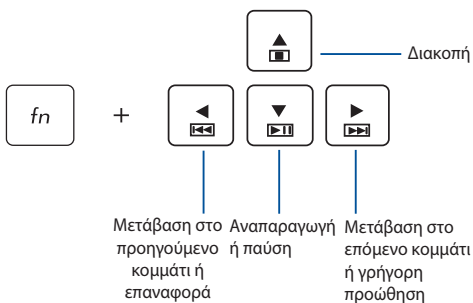 Διακοπή
fn +
Μετάβαση στο
προηγούμενο
κομμάτι ή
επαναφορά
Αναπαραγωγή
ή παύση
Μετάβαση στο
επόμενο κομμάτι
ή γρήγορη
προώθηση